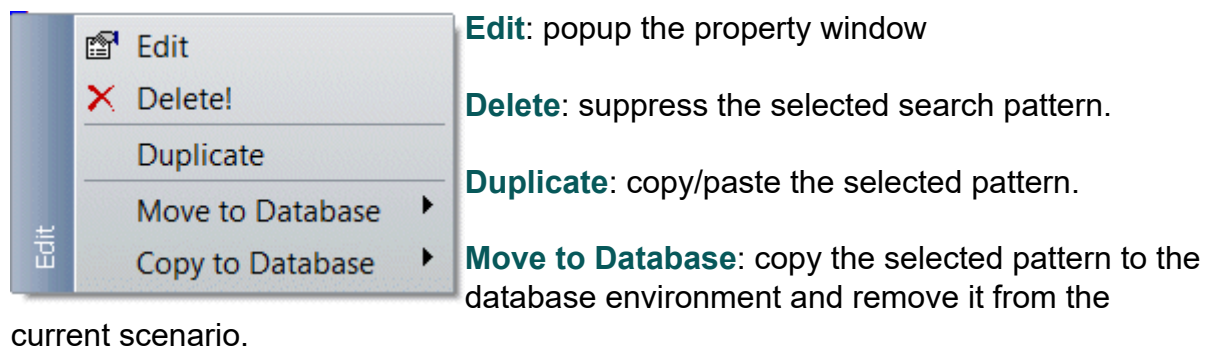 Edit
Delete!
Duplicate
Move to Database
Copy to Database
Edit
Edit: popup the property window
Delete: suppress the selected search pattern.
Duplicate: copy/paste the selected pattern.
Move to Database: copy the selected pattern to the
database environment and remove it from the
current scenario.